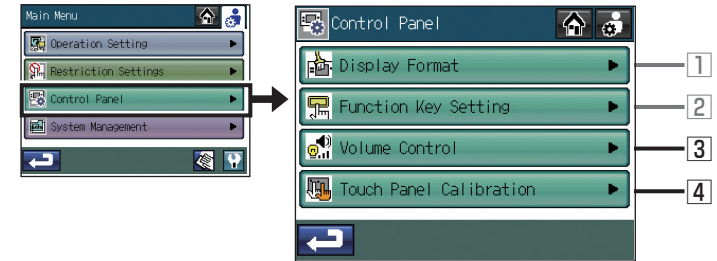 Main Menu
Operation Setting
Restriction Settings
Control Panel
System Management
Control Panel
Display Format
1
Function Key Setting
2
Volume Control
3
Touch Panel Calibration
4